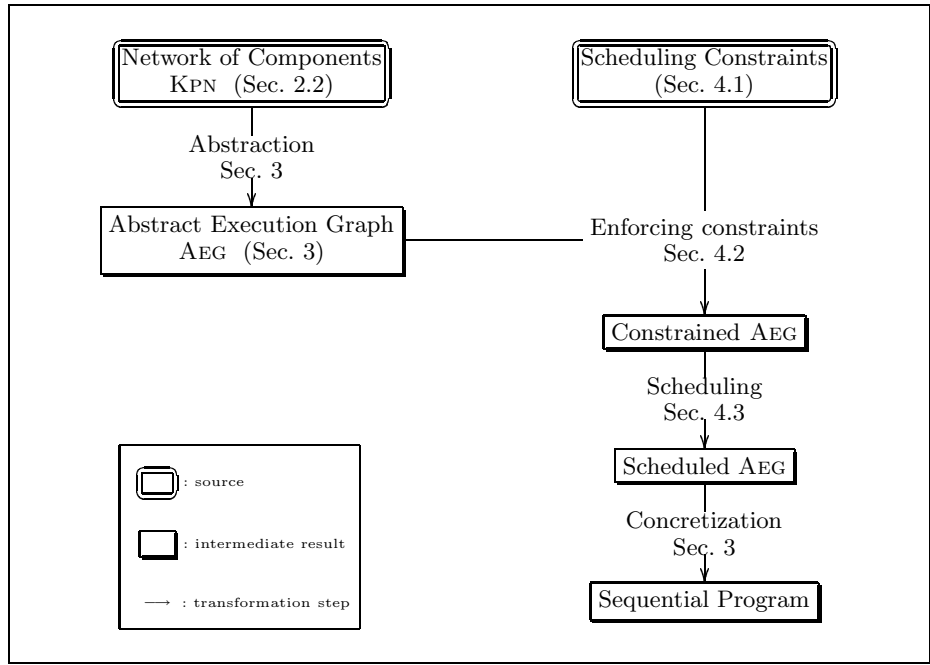 Network of Components
KPN (Sec. 2.2)
Scheduling Constraints
(Sec. 4.1)
Abstraction
Sec. 3
Abstract Execution Graph
AEG (Sec. 3)
Enforcing constraints
Sec. 4.2
Constrained AEG
Scheduling
Sec. 4.3
Scheduled AEG
Concretization
Sec. 3
Sequential Program
: source
: intermediate result
: transformation step